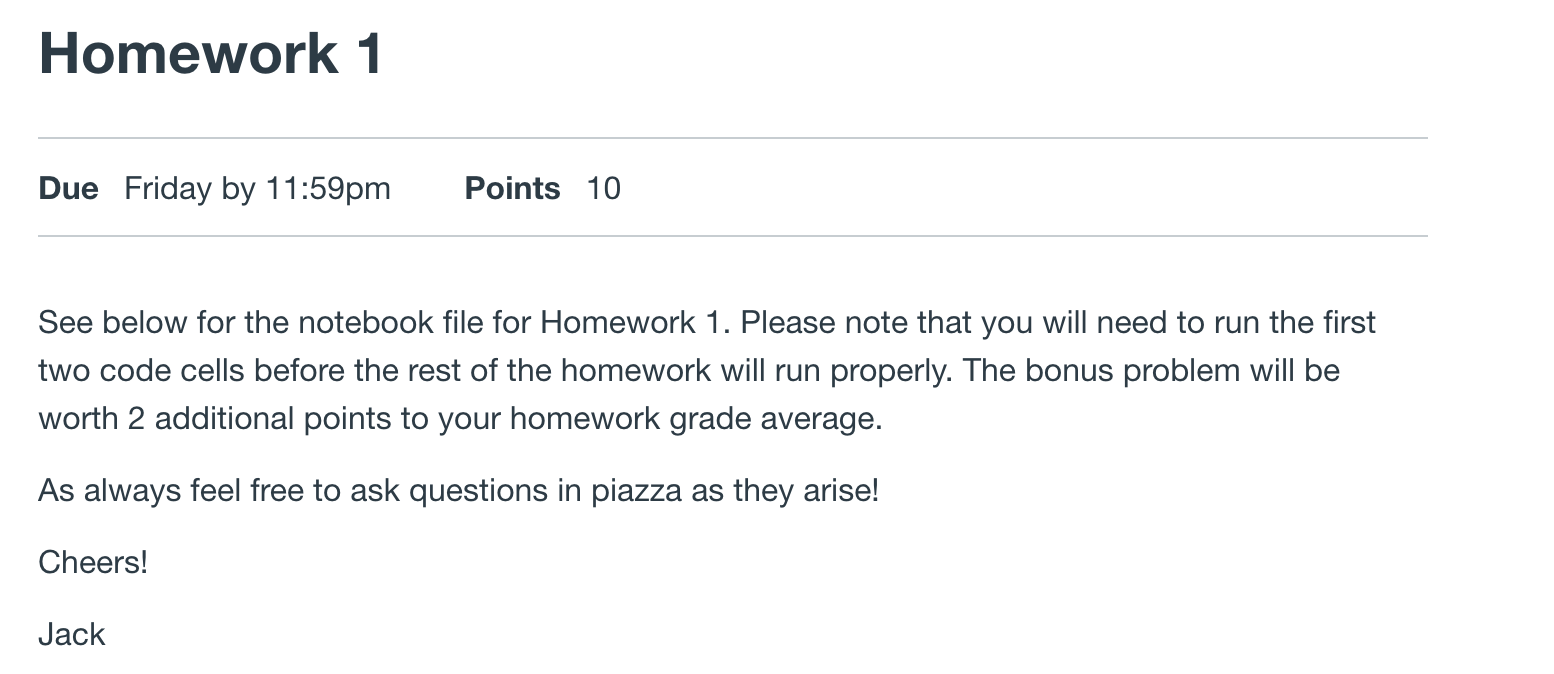 Homework 1
Due Friday by 11:59pm Points 10
See below for the notebook file for Homework 1. Please note that you will need to run the first
two code cells before the rest of the homework will run properly. The bonus problem will be
worth 2 additional points to your homework grade average.
As always feel free to ask questions in piazza as they arise!
Cheers!
Jack